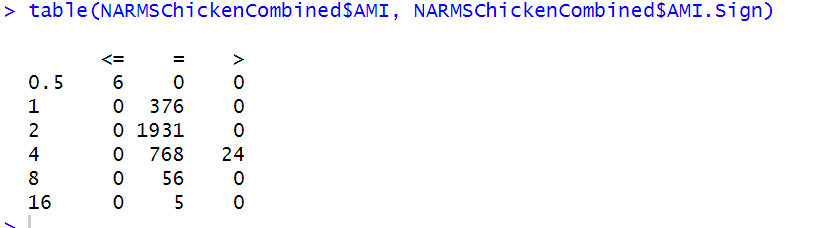 > table(NARMSChickenCombined$AMI, NARMSChickenCombined$AMI.Sign)
<= = >
0.5 6 0 0
1 0 376 0
2 0 1931 0
4 0 768 24
8 0 56 0
16 0 5 0
>